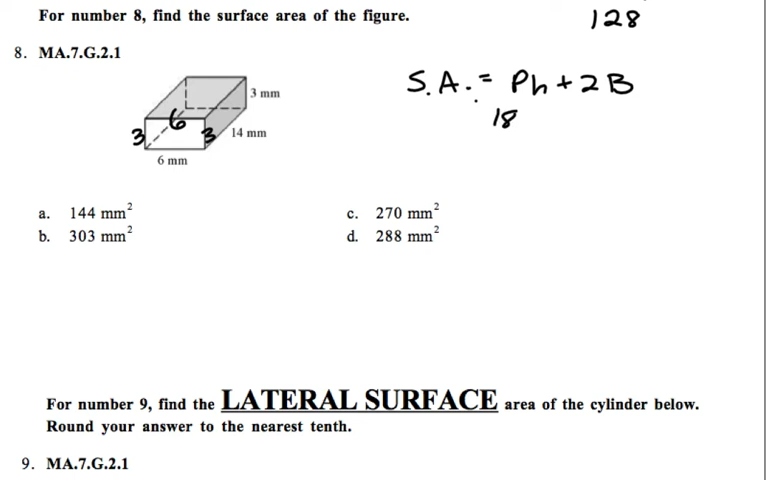 For number 8, find the surface area of the figure.
128
8. MA.7.G.2.1
S.A. = Ph + 2B
18
3 mm
6
3
3
14 mm
6 mm
a. 144 mm²
c. 270 mm²
b. 303 mm²
d. 288 mm²
For number 9, find the LATERAL SURFACE area of the cylinder below.
Round your answer to the nearest tenth.
9. MA.7.G.2.1